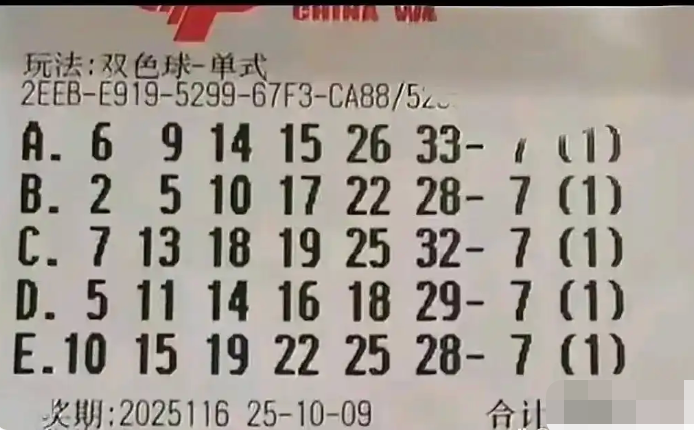 CHINA WA
玩法:双色球-单式
2EEB-E919-5299-67F3-CA88/52
A. 6 9 14 15 26 33- (1)
B. 2 5 10 17 22 28- 7 (1)
C. 7 13 18 19 25 32- 7 (1)
D. 5 11 14 16 18 29- 7 (1)
E.10 15 19 22 25 28- 7 (1)
奖期:2025116 25-10-09 合计